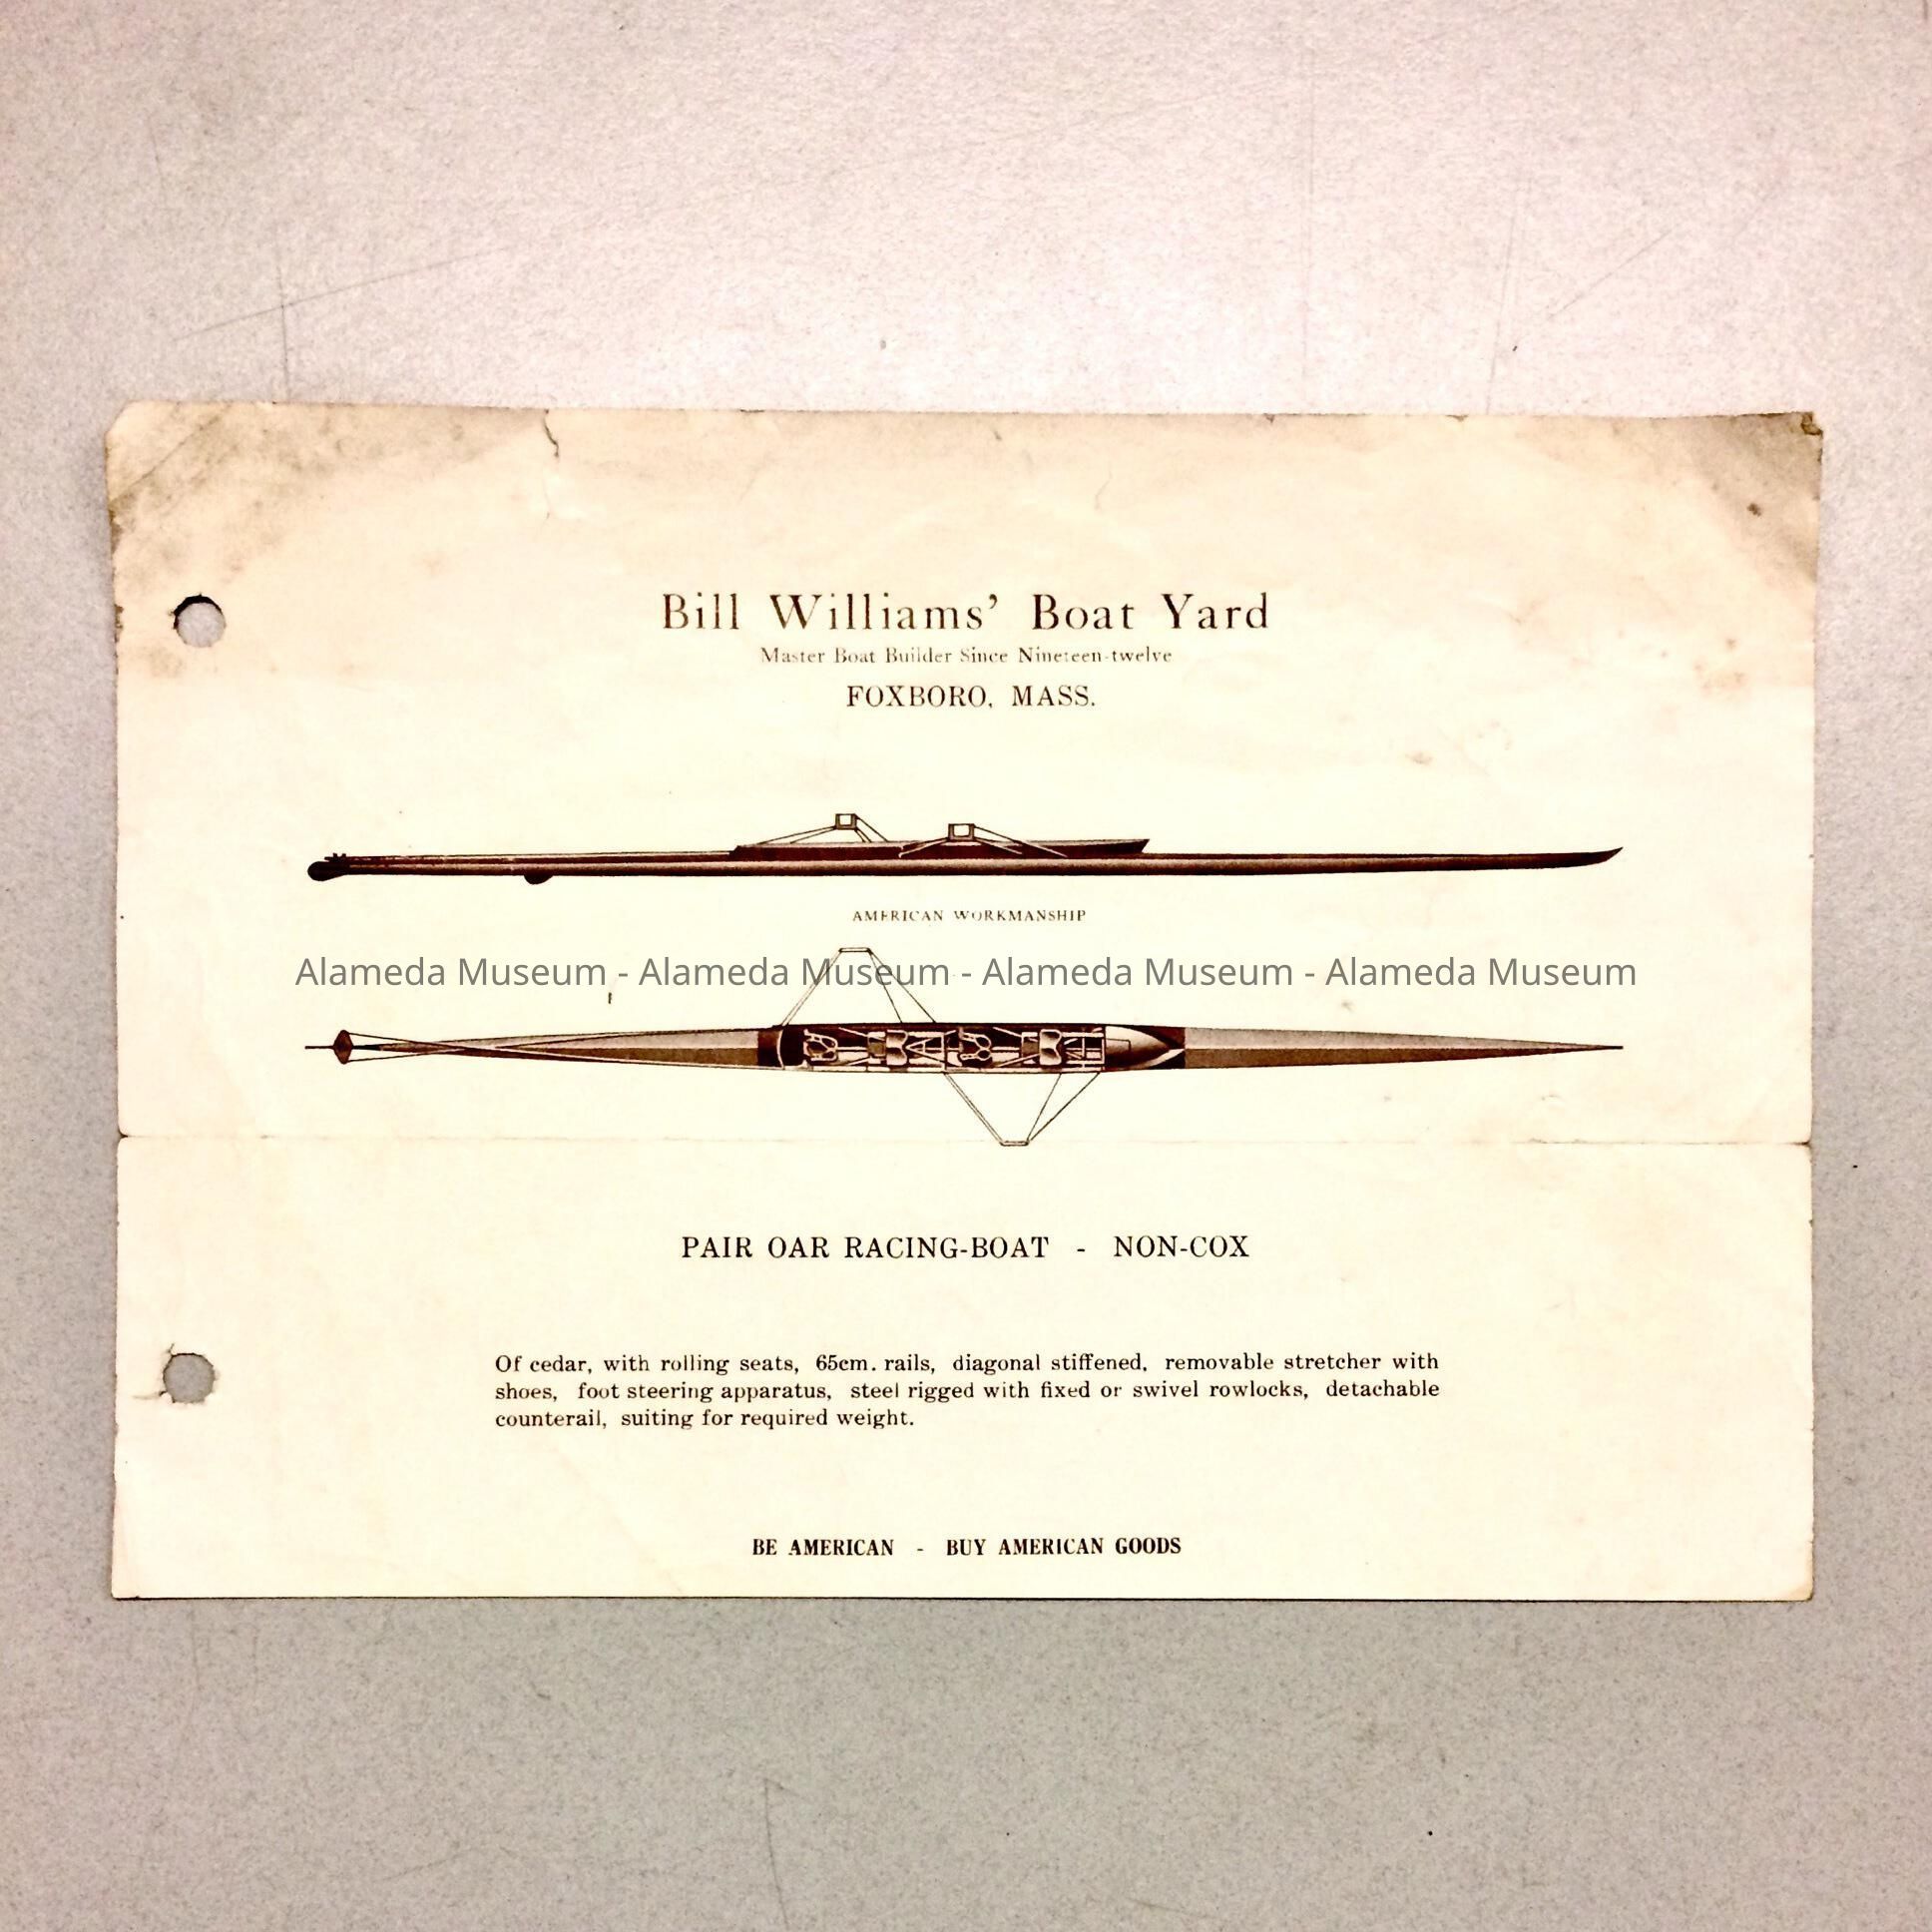 Bill Williams' Boat Yard
Master Boat Builder Since Nineteen-twelve
FOXBORO, MASS.
AMERICAN WORKMANSHIP
Alameda Museum - Alameda Museum - Alameda Museum - Alameda Museum
PAIR OAR RACING-BOAT - NON-COX
Of cedar, with rolling seats, 65cm. rails, diagonal stiffened, removable stretcher with
shoes, foot steering apparatus, steel rigged with fixed or swivel rowlocks, detachable
counterail, suiting for required weight.
BE AMERICAN - BUY AMERICAN GOODS